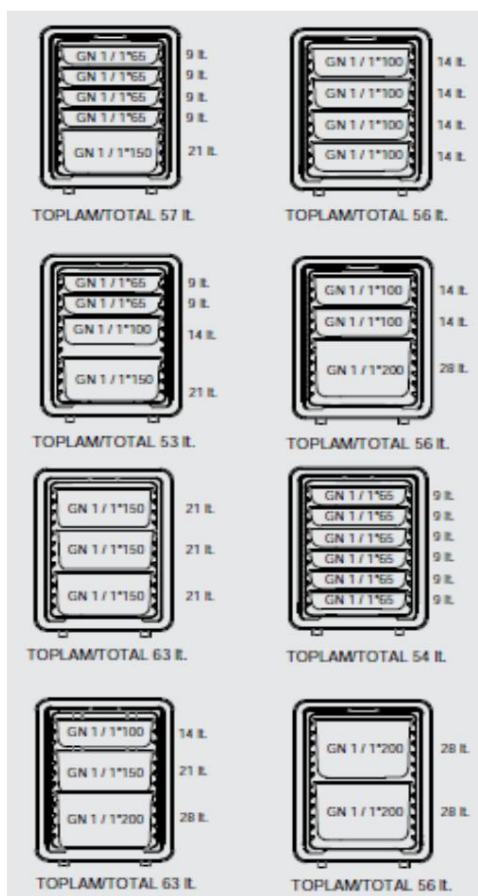 GN 1 / 1*65 9 lt.
GN 1 / 1*65 9 lt.
GN 1 / 1*65 9 lt.
GN 1 / 1*65 9 lt.
GN 1 / 1*150 21 lt.
TOPLAM/TOTAL 57 lt.
GN 1 / 1*100 14 lt.
GN 1 / 1*100 14 lt.
GN 1 / 1*100 14 lt.
GN 1 / 1*100 14 lt.
TOPLAM/TOTAL 56 lt.
GN 1 / 1*65 9 lt.
GN 1 / 1*65 9 lt.
GN 1 / 1*100 14 lt.
GN 1 / 1*150 21 lt.
TOPLAM/TOTAL 53 lt.
GN 1 / 1*100 14 lt.
GN 1 / 1*100 14 lt.
GN 1 / 1*200 28 lt.
TOPLAM/TOTAL 56 lt.
GN 1 / 1*150 21 lt.
GN 1 / 1*150 21 lt.
GN 1 / 1*150 21 lt.
TOPLAM/TOTAL 63 lt.
GN 1 / 1*65 9 lt.
GN 1 / 1*65 9 lt.
GN 1 / 1*65 9 lt.
GN 1 / 1*65 9 lt.
GN 1 / 1*65 9 lt.
GN 1 / 1*65 9 lt.
TOPLAM/TOTAL 54 lt.
GN 1 / 1*100 14 lt.
GN 1 / 1*150 21 lt.
GN 1 / 1*200 28 lt.
TOPLAM/TOTAL 63 lt.
GN 1 / 1*200 28 lt.
GN 1 / 1*200 28 lt.
TOPLAM/TOTAL 56 lt.